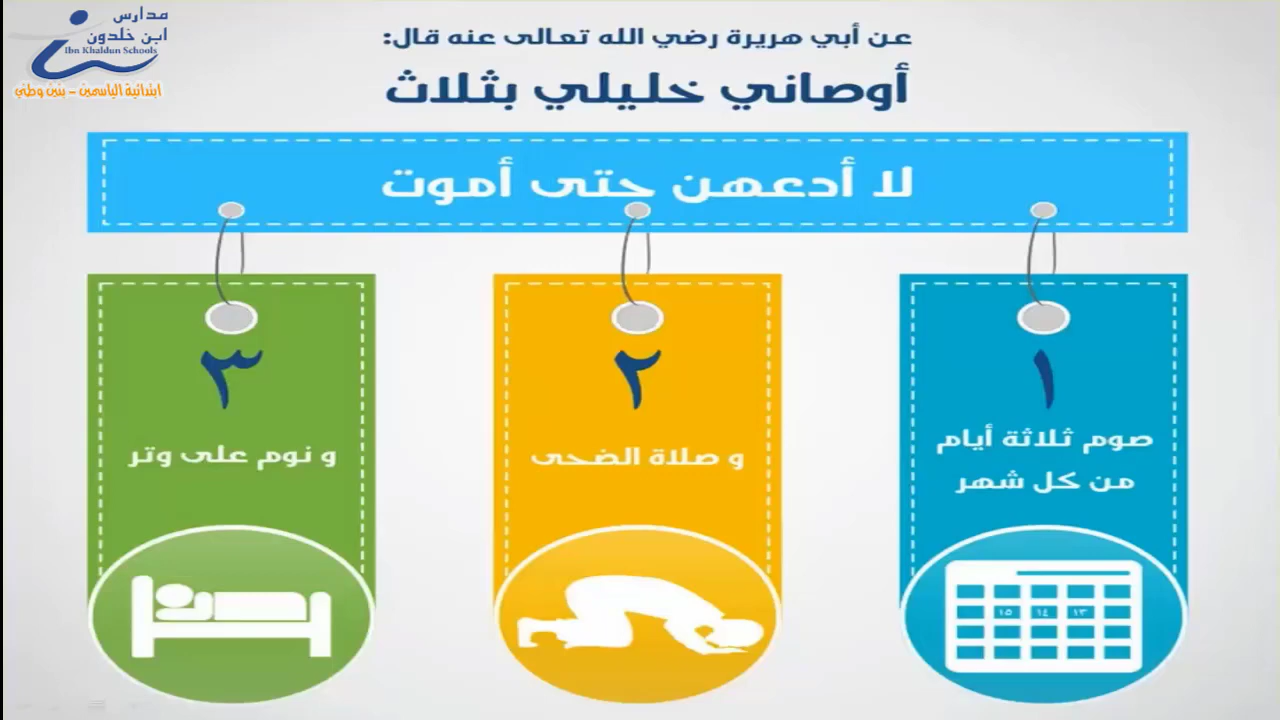 مدارس
ابن خلدون
Ibn Khaldun Schools
ابتدائية الياسمين - بنين وطني
عن أبي هريرة رضي الله تعالى عنه قال:
أوصاني خليلي بثلاث
لا أدعهن حتى أموت
١
صوم ثلاثة أيام
من كل شهر
١٣ ١٤ ١٥
٢
و صلاة الضحى
٣
و نوم على وتر